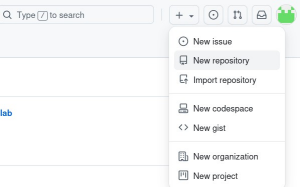 Type / to search
New issue
New repository
Import repository
New codespace
lab
New gist
New organization
New project